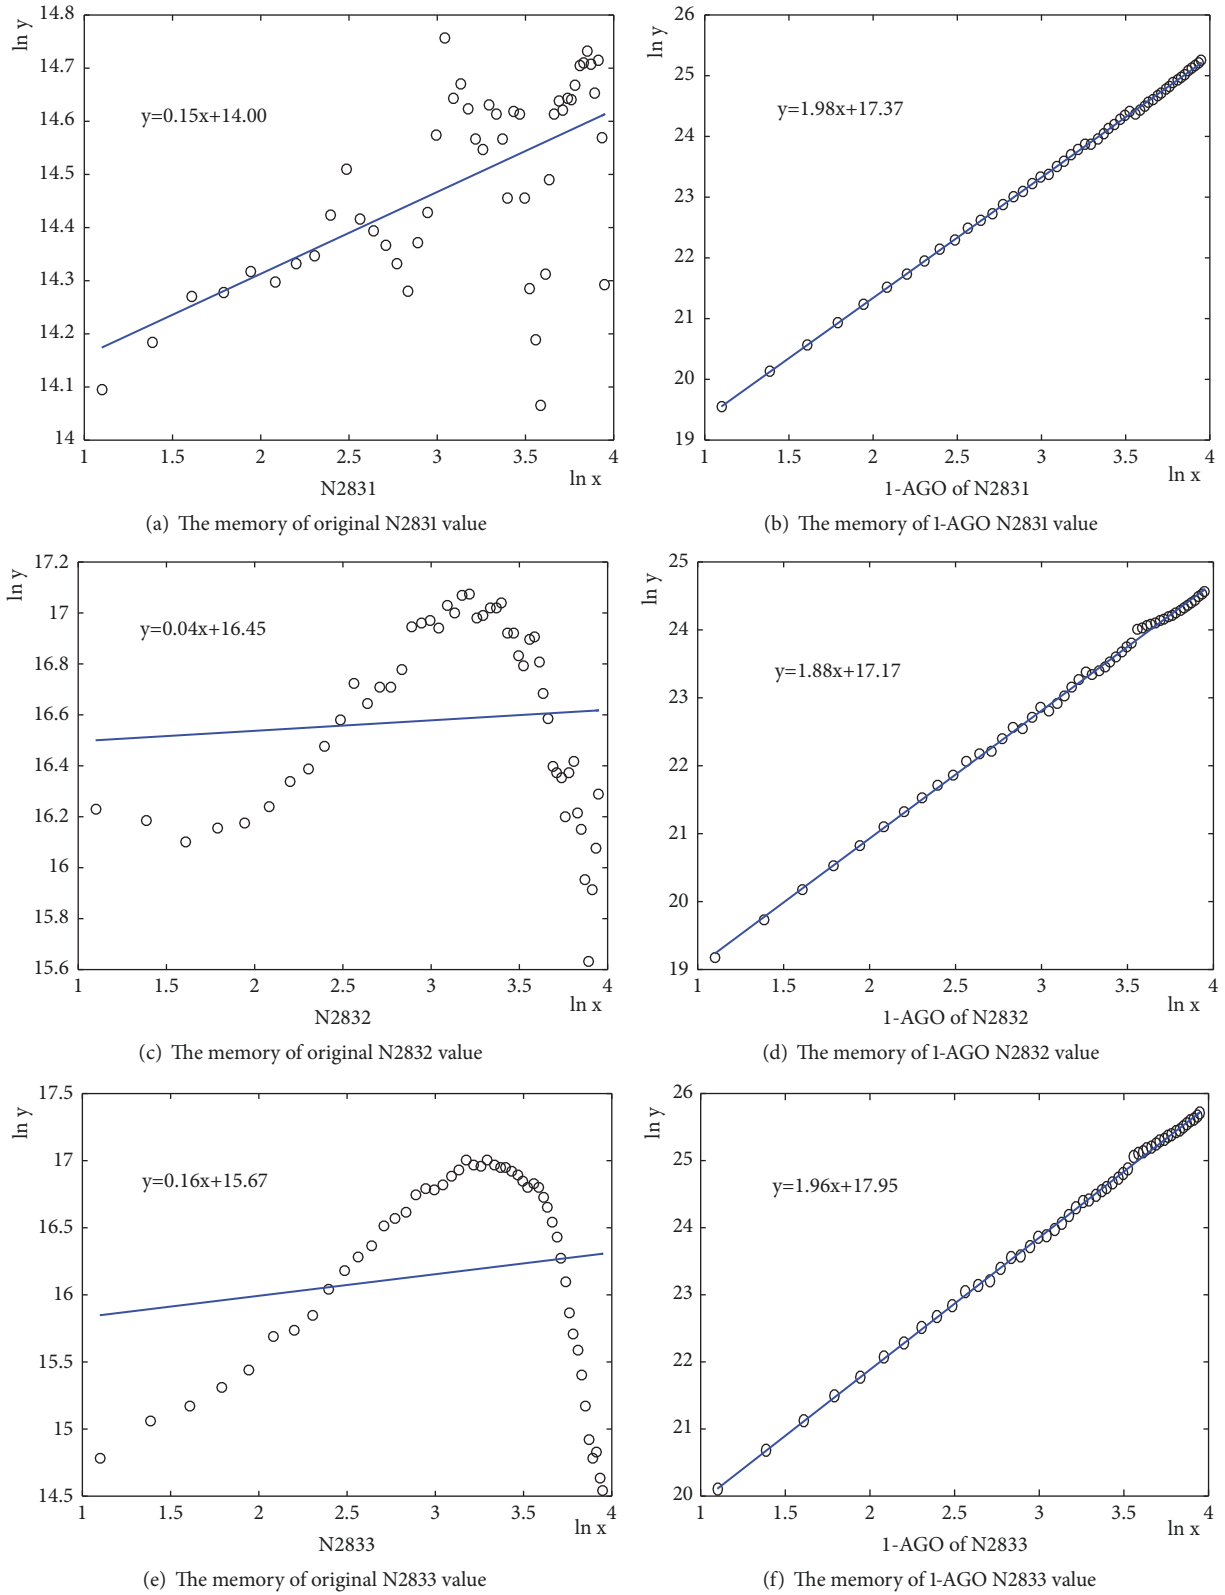 ln y
14.8
14.7
14.6
14.5
14.4
14.3
14.2
14.1
14
y=0.15x+14.00
1 1.5 2 2.5 3 3.5 4
ln x
N2831
(a) The memory of original N2831 value
ln y
26
25
24
23
22
21
20
19
y=1.98x+17.37
1 1.5 2 2.5 3 3.5 4
ln x
1-AGO of N2831
(b) The memory of 1-AGO N2831 value
ln y
17.2
17
16.8
16.6
16.4
16.2
16
15.8
15.6
y=0.04x+16.45
1 1.5 2 2.5 3 3.5 4
ln x
N2832
(c) The memory of original N2832 value
ln y
25
24
23
22
21
20
19
y=1.88x+17.17
1 1.5 2 2.5 3 3.5 4
ln x
1-AGO of N2832
(d) The memory of 1-AGO N2832 value
ln y
17.5
17
16.5
16
15.5
15
14.5
y=0.16x+15.67
1 1.5 2 2.5 3 3.5 4
ln x
N2833
(e) The memory of original N2833 value
ln y
26
25
24
23
22
21
20
y=1.96x+17.95
1 1.5 2 2.5 3 3.5 4
ln x
1-AGO of N2833
(f) The memory of 1-AGO N2833 value